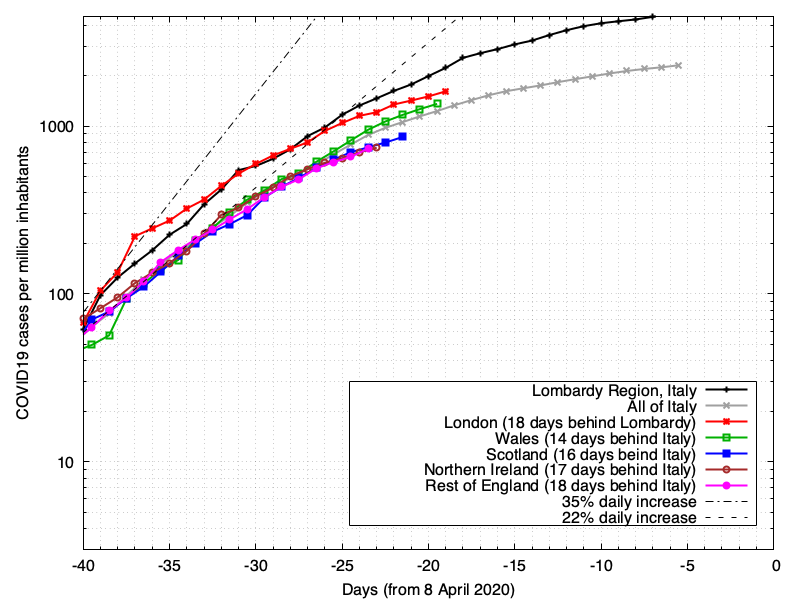 1000
100
10
COVID19 cases per million inhabitants
Lombardy Region, Italy
All of Italy
London (18 days behind Lombardy)
Wales (14 days behind Italy)
Scotland (16 days beind Italy)
Northern Ireland (17 days behind Italy)
Rest of England (18 days behind Italy)
35% daily increase
22% daily increase
-40 -35 -30 -25 -20 -15 -10 -5 0
Days (from 8 April 2020)